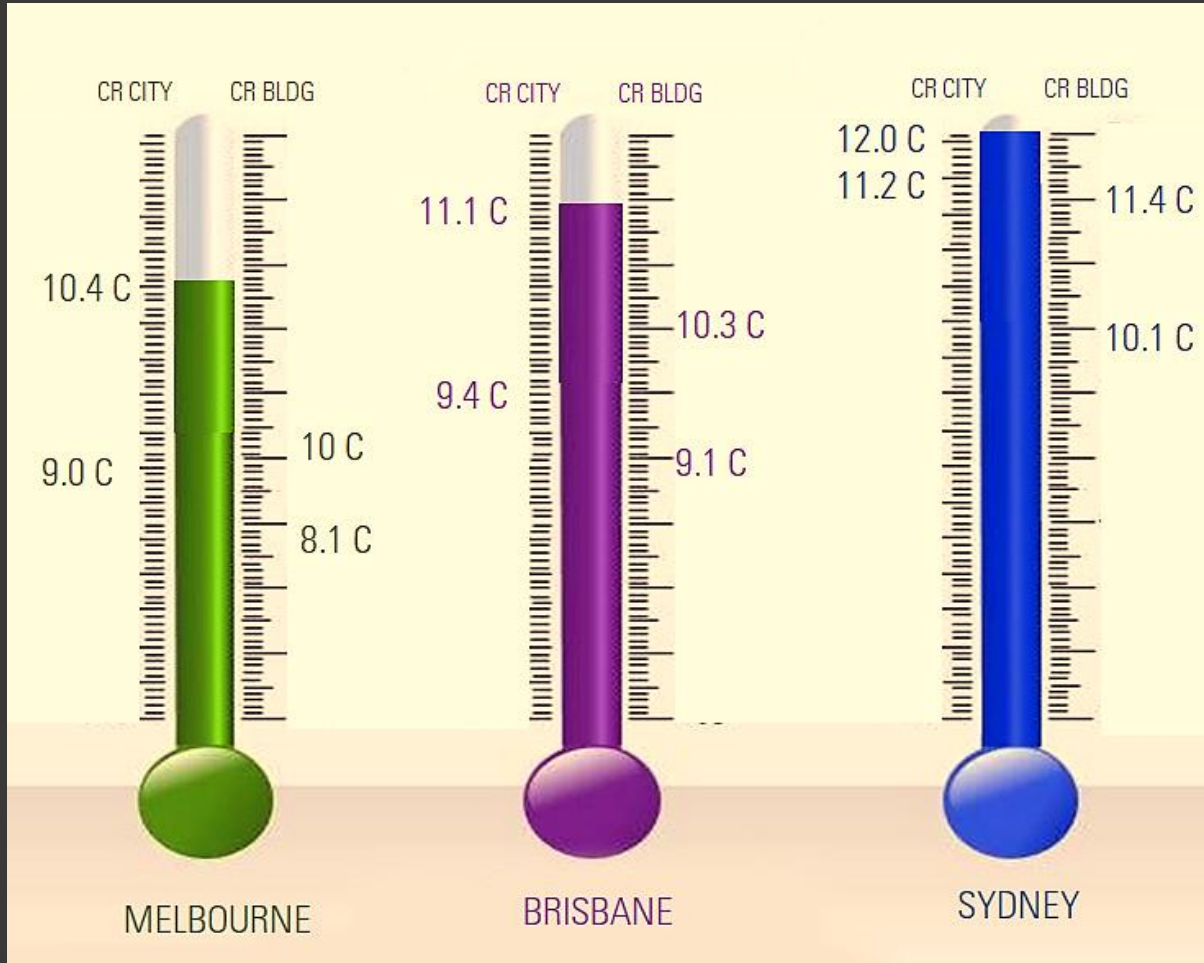 CR CITY CR BLDG
10.4 C
10 C
9.0 C
8.1 C
MELBOURNE
CR CITY CR BLDG
11.1 C
10.3 C
9.4 C
9.1 C
BRISBANE
CR CITY CR BLDG
12.0 C
11.2 C
11.4 C
10.1 C
SYDNEY